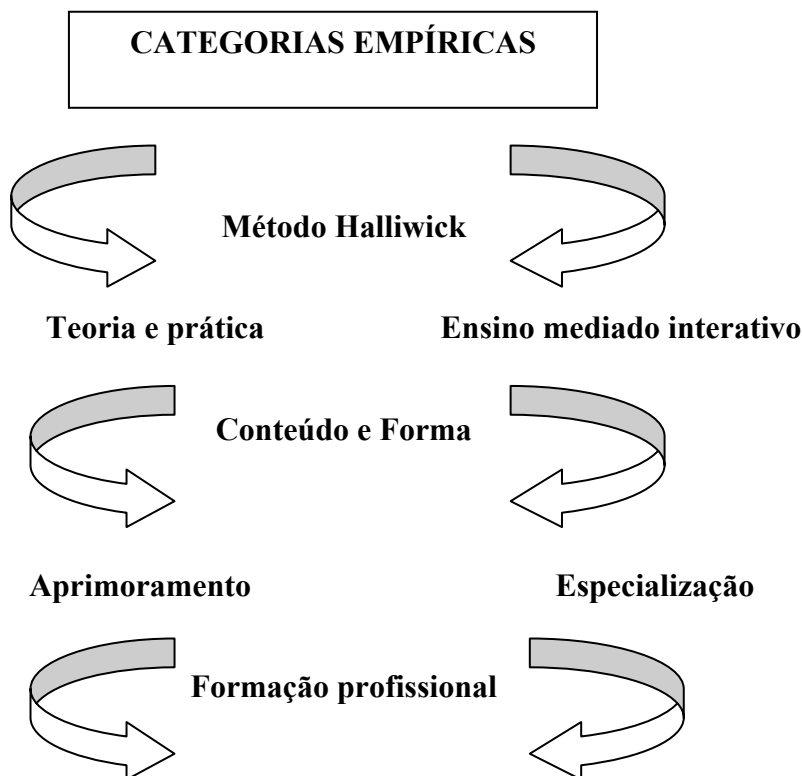 CATEGORIAS EMPÍRICAS
Método Halliwick
Teoria e prática
Ensino mediado interativo
Conteúdo e Forma
Aprimoramento
Especialização
Formação profissional